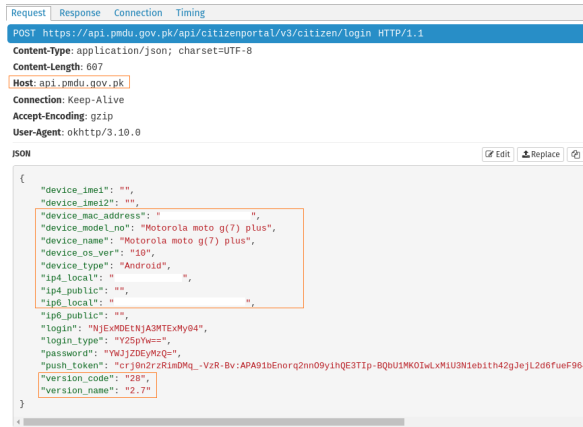 Request Response Connection Timing
POST https://api.pmdu.gov.pk/api/citizenportal/v3/citizen/login HTTP/1.1
Content-Type: application/json; charset=UTF-8
Content-Length: 607
Host: api.pmdu.gov.pk
Connection: Keep-Alive
Accept-Encoding: gzip
User-Agent: okhttp/3.10.0
JSON Edit Replace
{
"device_imei": "",
"device_imei2": "",
"device_mac_address": " ",
"device_model_no": "Motorola moto g(7) plus",
"device_name": "Motorola moto g(7) plus",
"device_os_ver": "10",
"device_type": "Android",
"ip4_local": " ",
"ip4_public": "",
"ip6_local": " ",
"ip6_public": "",
"login": "NjExMDEtNjA3MTExMy04",
"login_type": "Y25pYw==",
"password": "YWJjZDEyMzQ=",
"push_token": "crj0n2rzRimDMq_-VzR-Bv:APA91bEnorq2nnO9yihQE3TIp-BQbU1MKOIwLxMiU3N1ebith42gJejL2d6fueF96
"version_code": "28",
"version_name": "2.7"
}